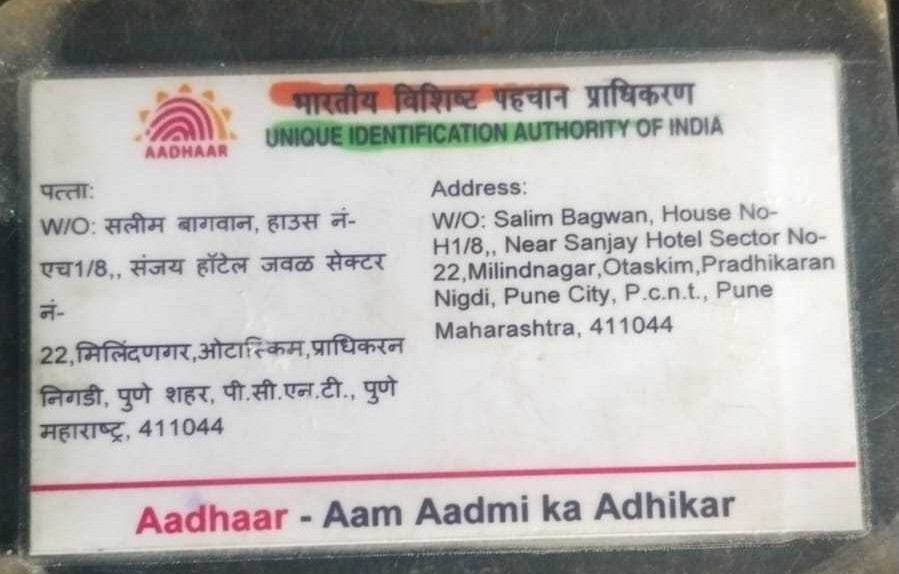 भारतीय विशिष्ट पहचान प्राधिकरण
UNIQUE IDENTIFICATION AUTHORITY OF INDIA
AADHAAR
पत्ता:
W/O: सलीम बागवान, हाउस नं-
एच1/8,, संजय हॉटेल जवळ सेक्टर
नं-
22,मिलिंदणगर,ओटास्किम,प्राधिकरन
निगडी, पुणे शहर, पी.सी.एन.टी., पुणे
महाराष्ट्र, 411044
Address:
W/O: Salim Bagwan, House No-
H1/8,, Near Sanjay Hotel Sector No-
22,Milindnagar,Otaskim,Pradhikaran
Nigdi, Pune City, P.c.n.t., Pune
Maharashtra, 411044
Aadhaar - Aam Aadmi ka Adhikar